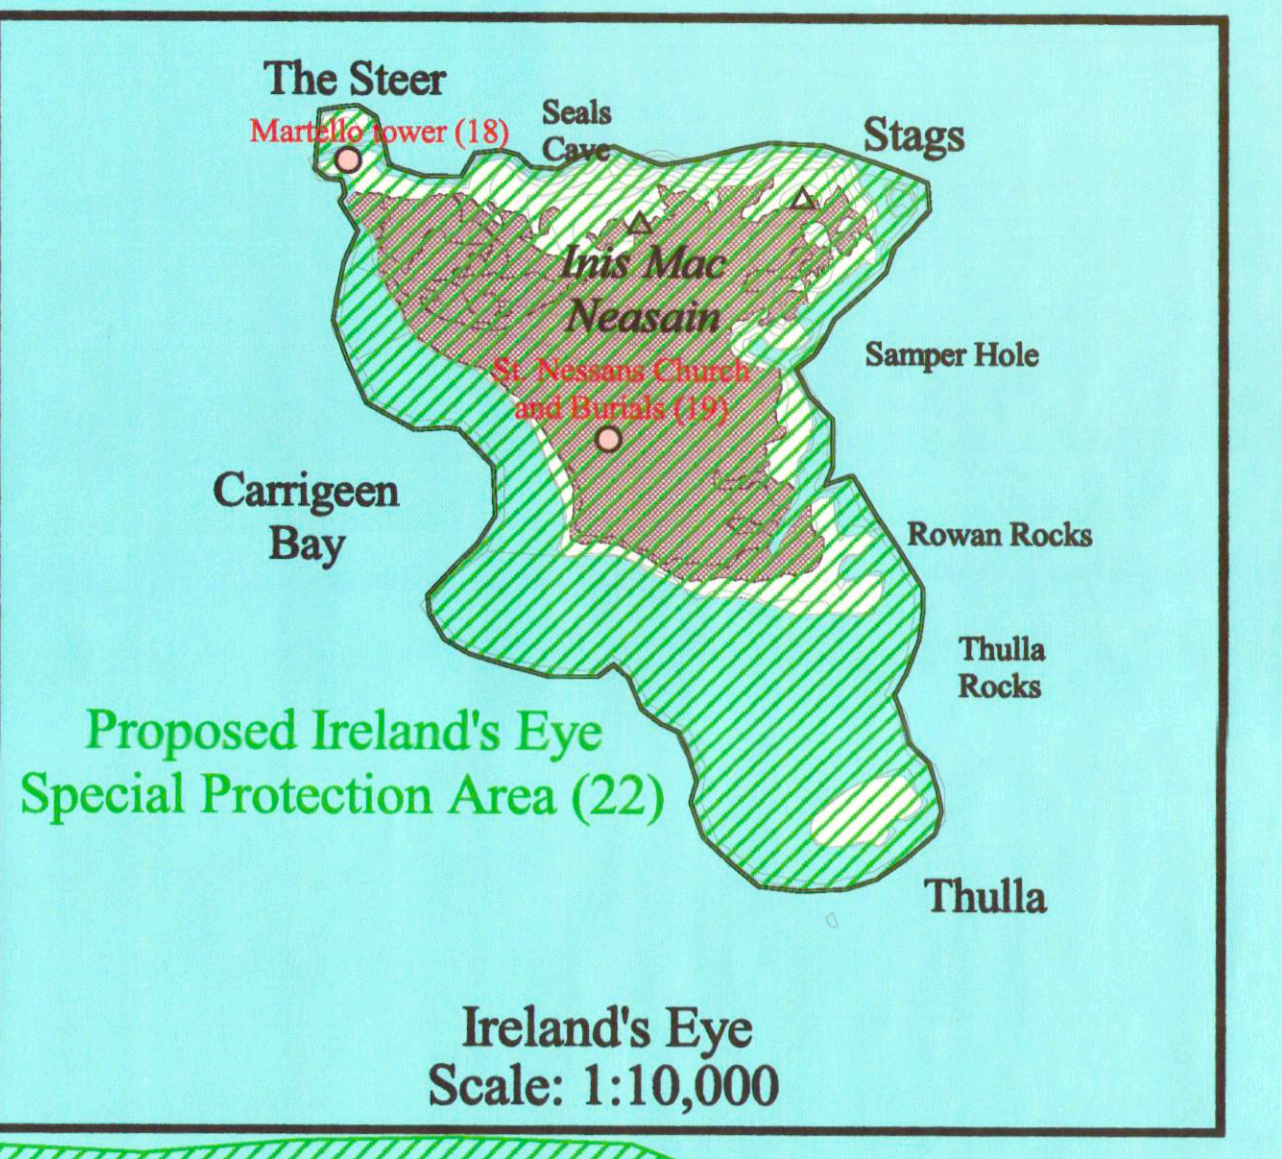 The Steer
Martello tower (18)
Seals
Cave
Stags
Inis Mac
Neasain
Samper Hole
St. Nessans Church
and Burials (19)
Carrigeen
Bay
Rowan Rocks
Thulla
Rocks
Proposed Ireland's Eye
Special Protection Area (22)
Thulla
Ireland's Eye
Scale: 1:10,000